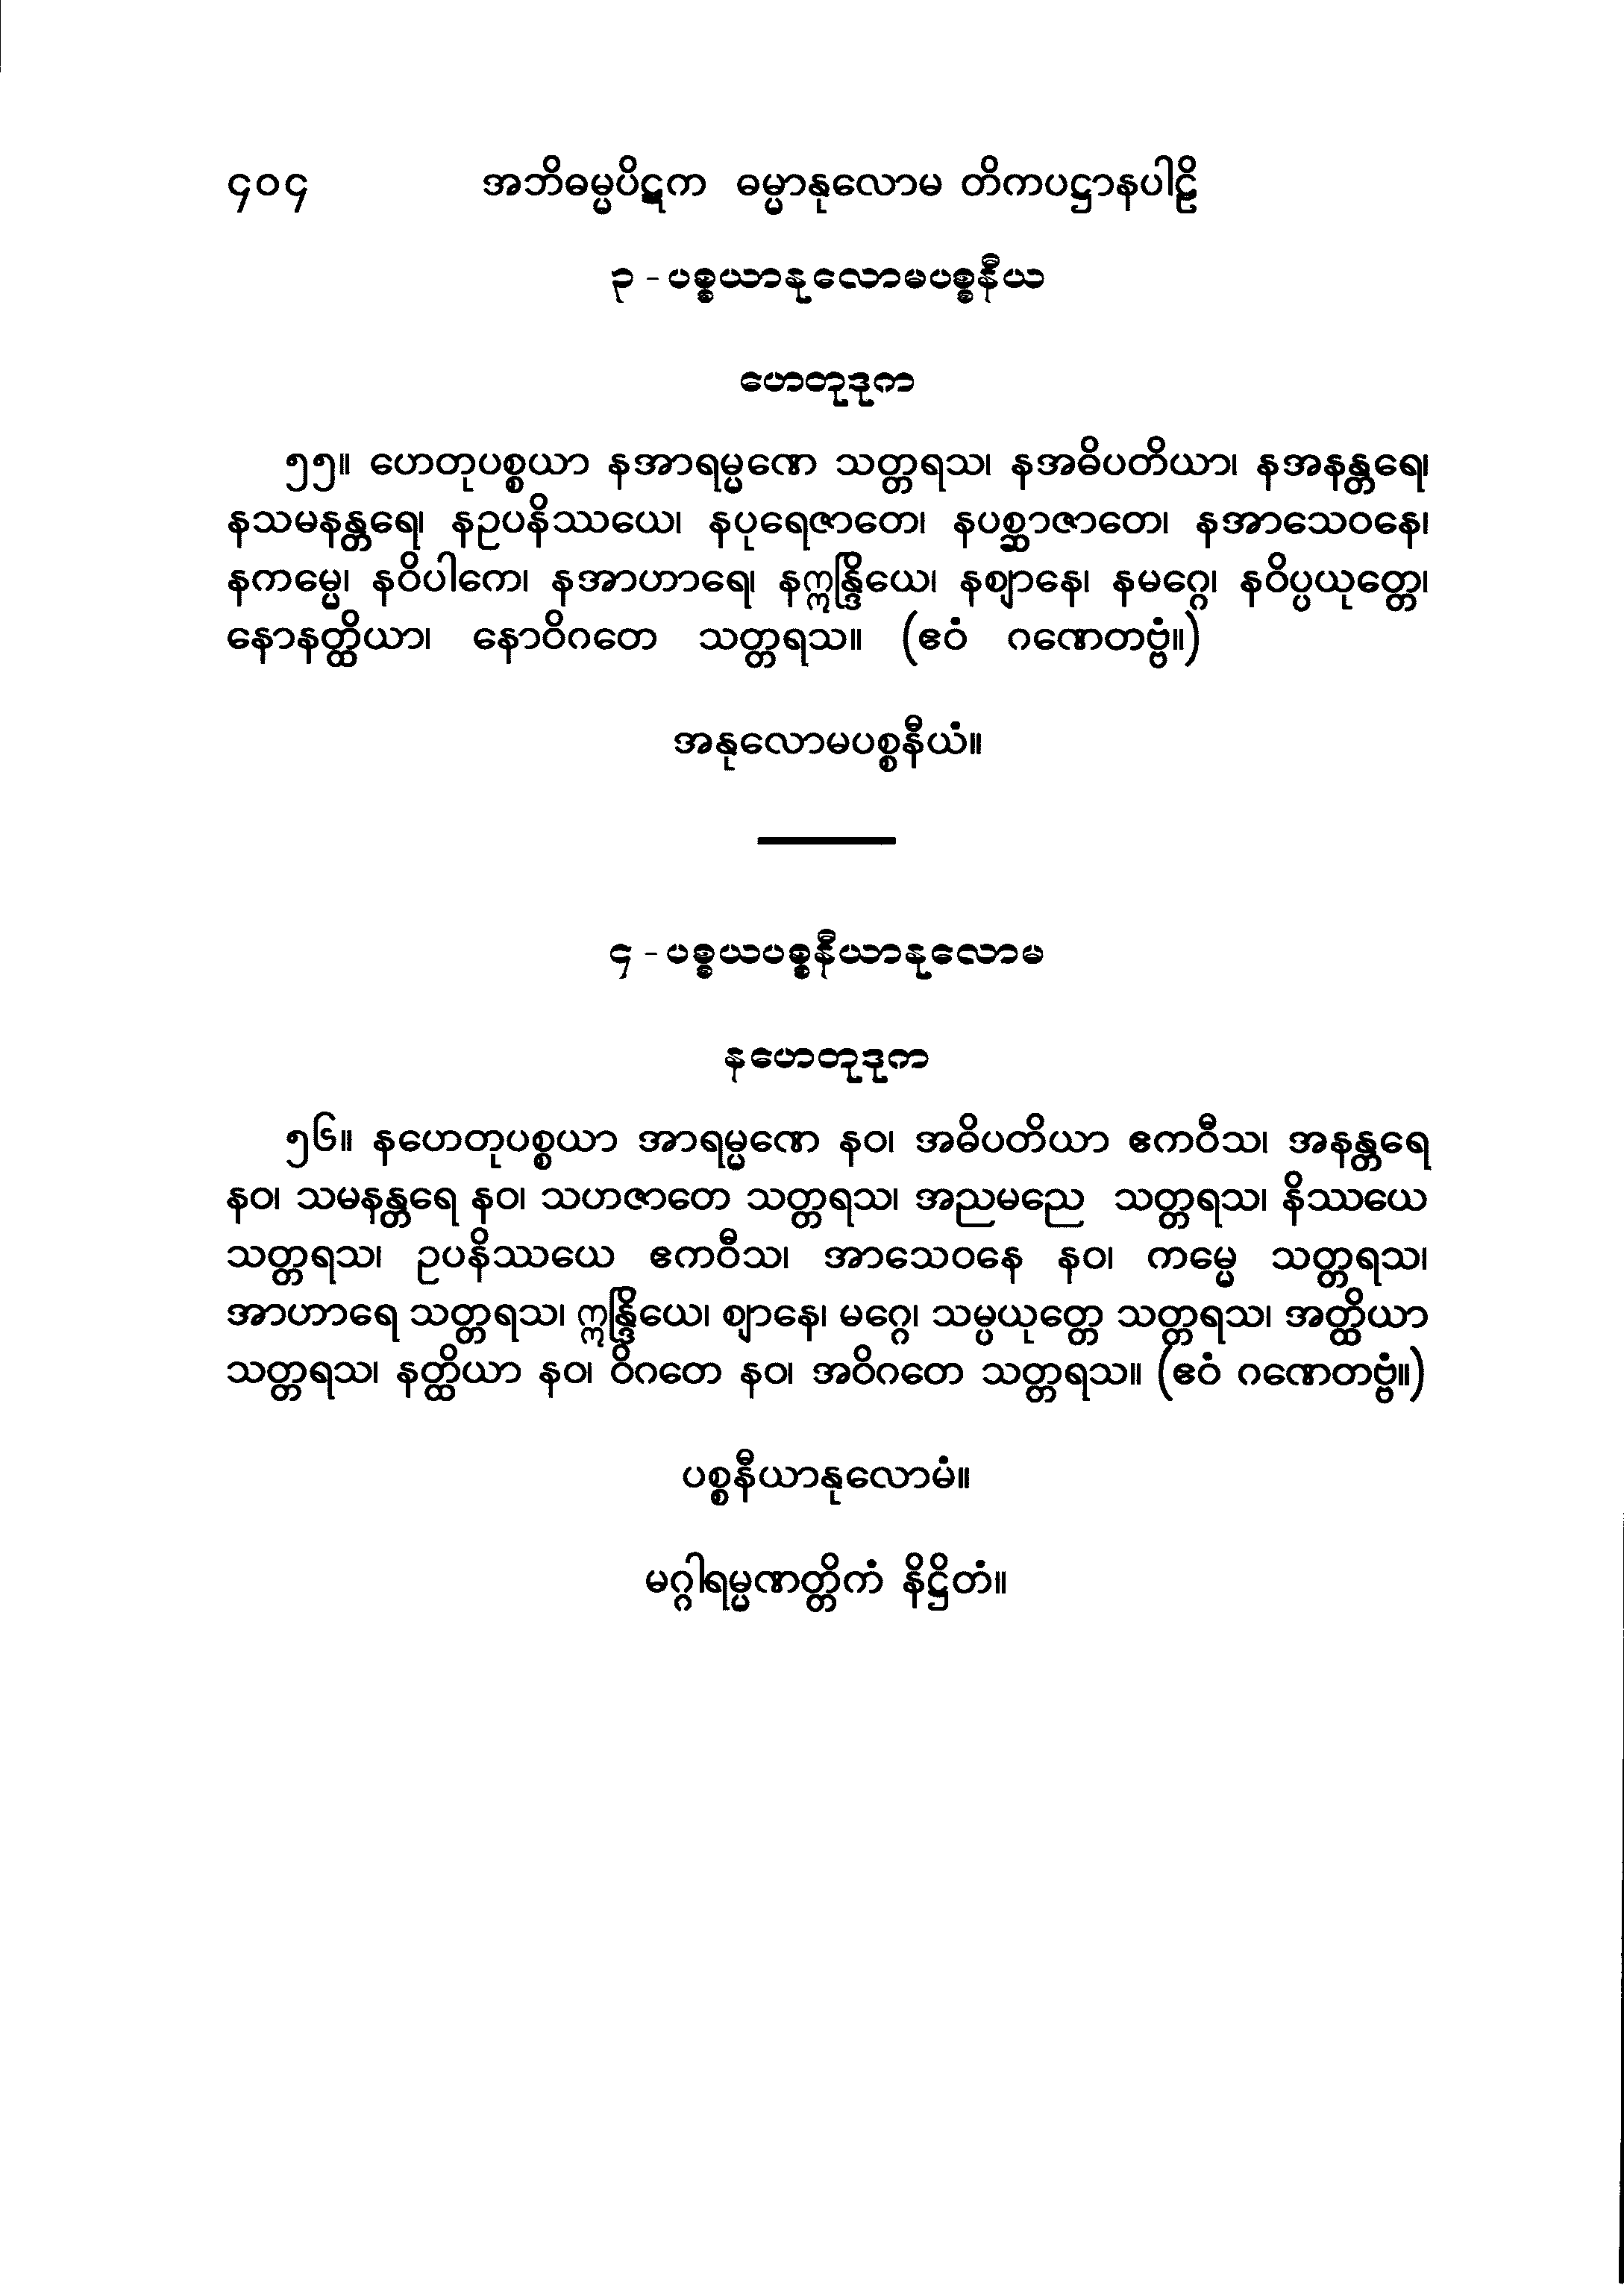 ၄၀၄ အဘိဓမ္မပိဋက ဓမ္မာနုလောမ တိကပဋ္ဌာနပါဠိ
၃ - ပစ္စယာနုလောမပစ္စနီယ
ဟေတုဒုက
၅၅။ ဟေတုပစ္စယာ နအာရမ္မဏေ သတ္တရသ၊ နအဓိပတိယာ၊ နအနန္တရေ၊
နသမနန္တရေ၊ နဥပနိဿယေ၊ နပုရေဇာတေ၊ နပစ္ဆာဇာတေ၊ နအာသေဝနေ၊
နကမ္မေ၊ နဝိပါကေ၊ နအာဟာရေ၊ နဣန္ဒြိယေ၊ နဈာနေ၊ နမဂ္ဂေ၊ နဝိပ္ပယုတ္တေ၊
နောနတ္ထိယာ၊ နောဝိဂတေ သတ္တရသ။ (ဧဝံ ဂဏေတဗ္ဗံ။)
အနုလောမပစ္စနီယံ။
၄ - ပစ္စယပစ္စနီယာနုလောမ
နဟေတုဒုက
၅၆။ နဟေတုပစ္စယာ အာရမ္မဏေ နဝ၊ အဓိပတိယာ ဧကဝီသ၊ အနန္တရေ
နဝ၊ သမနန္တရေ နဝ၊ သဟဇာတေ သတ္တရသ၊ အညမညေ သတ္တရသ၊ နိဿယေ
သတ္တရသ၊ ဥပနိဿယေ ဧကဝီသ၊ အာသေဝနေ နဝ၊ ကမ္မေ သတ္တရသ၊
အာဟာရေ သတ္တရသ၊ ဣန္ဒြိယေ၊ ဈာနေ၊ မဂ္ဂေ၊ သမ္ပယုတ္တေ သတ္တရသ၊ အတ္ထိယာ
သတ္တရသ၊ နတ္ထိယာ နဝ၊ ဝိဂတေ နဝ၊ အဝိဂတေ သတ္တရသ။ (ဧဝံ ဂဏေတဗ္ဗံ။)
ပစ္စနီယာနုလောမံ။
မဂ္ဂါရမ္မဏတ္တိကံ နိဋ္ဌိတံ။